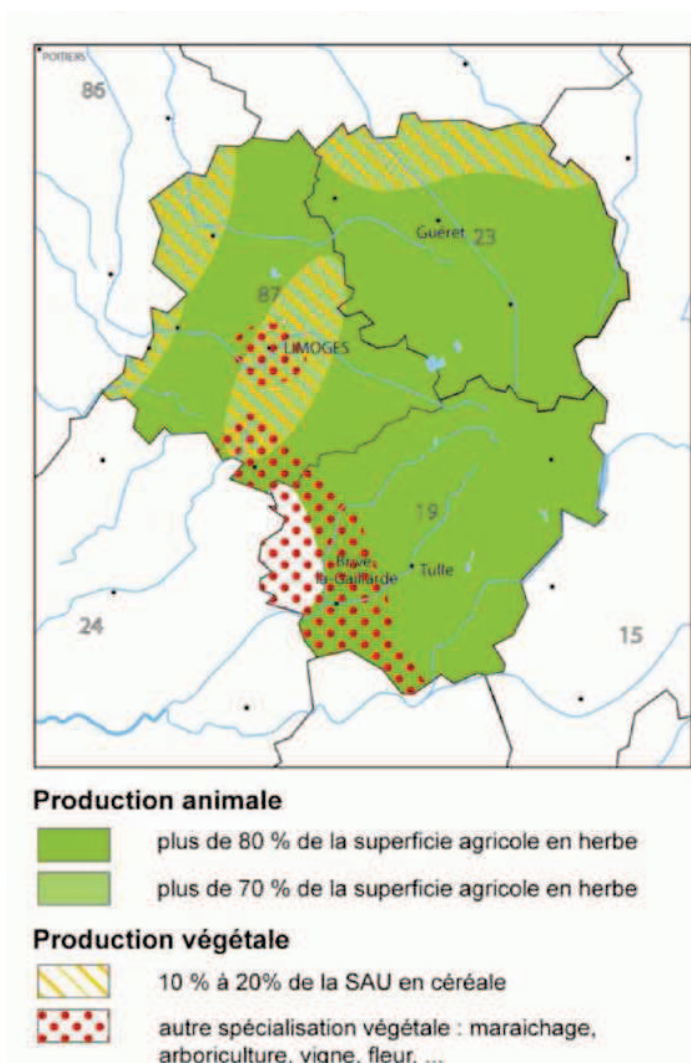 POITIERS
86
Guéret 23
87
LIMOGES
19
Brive
la-Gaillarde
Tulle
24
15
Production animale
plus de 80 % de la superficie agricole en herbe
plus de 70 % de la superficie agricole en herbe
Production végétale
10 % à 20% de la SAU en céréale
autre spécialisation végétale : maraichage,
arboriculture, vigne, fleur, ...